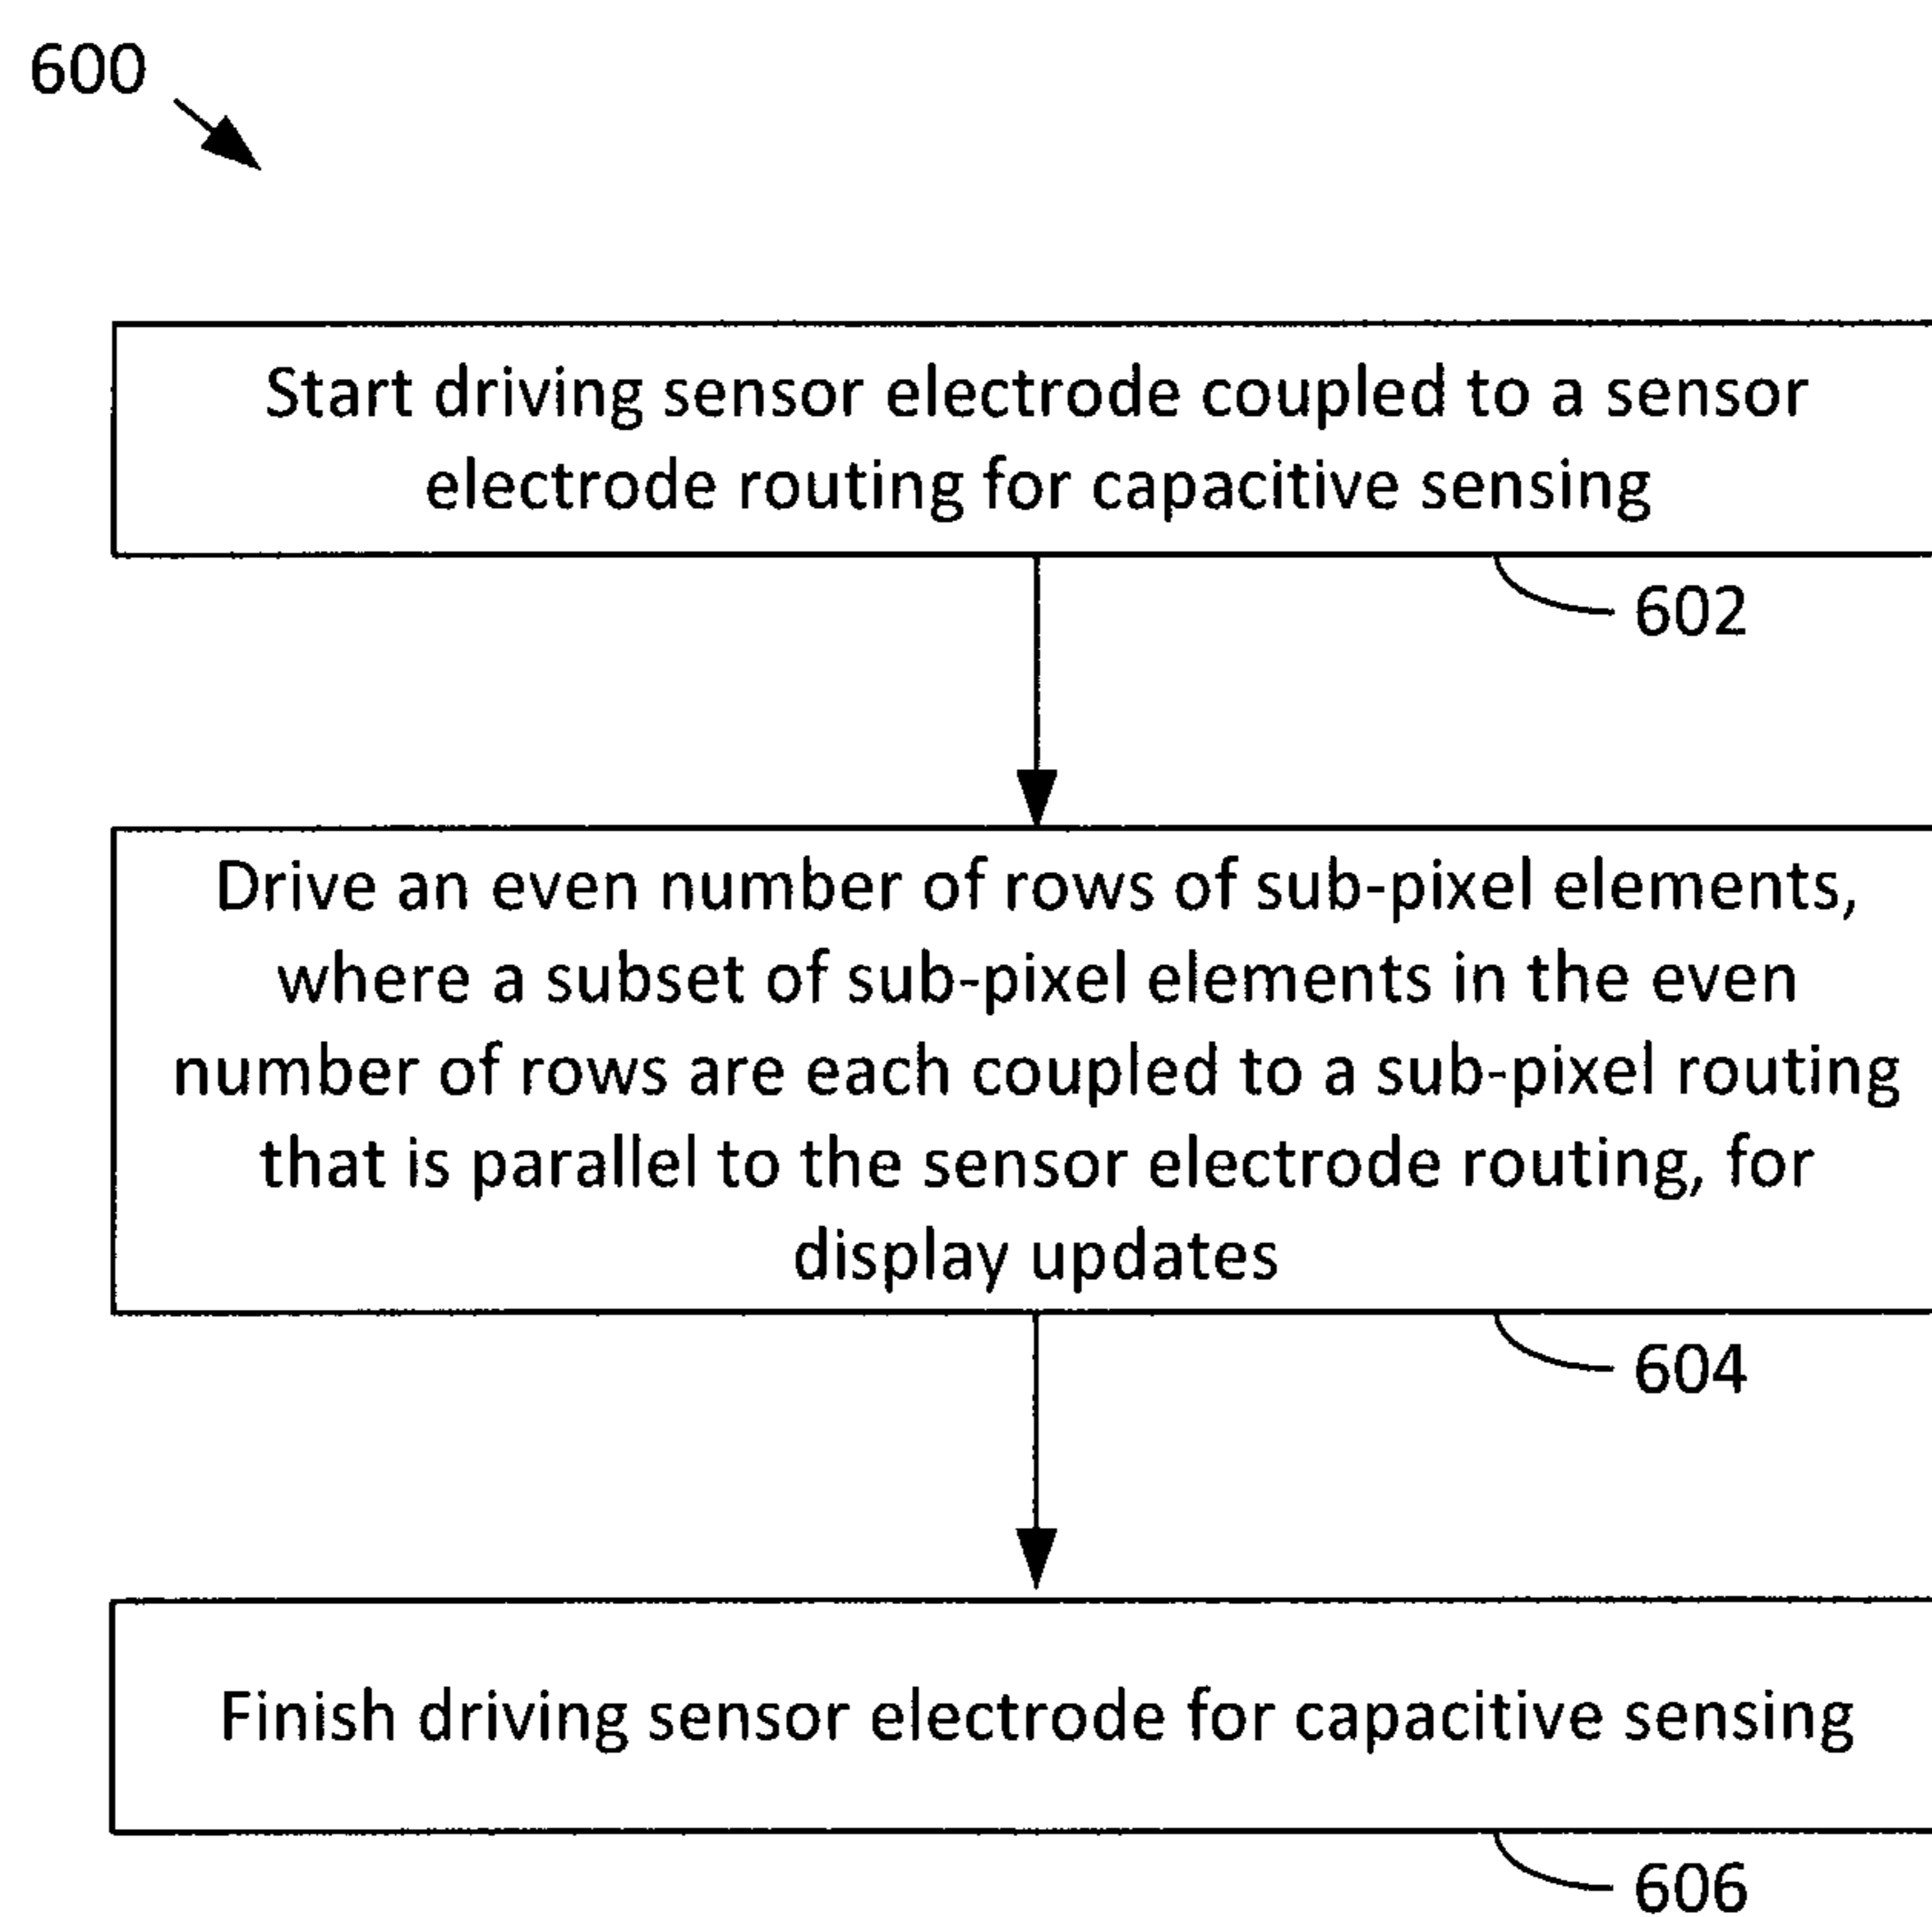 600
Start driving sensor electrode coupled to a sensor
electrode routing for capacitive sensing
602
Drive an even number of rows of sub-pixel elements,
where a subset of sub-pixel elements in the even
number of rows are each coupled to a sub-pixel routing
that is parallel to the sensor electrode routing, for
display updates
604
Finish driving sensor electrode for capacitive sensing
606